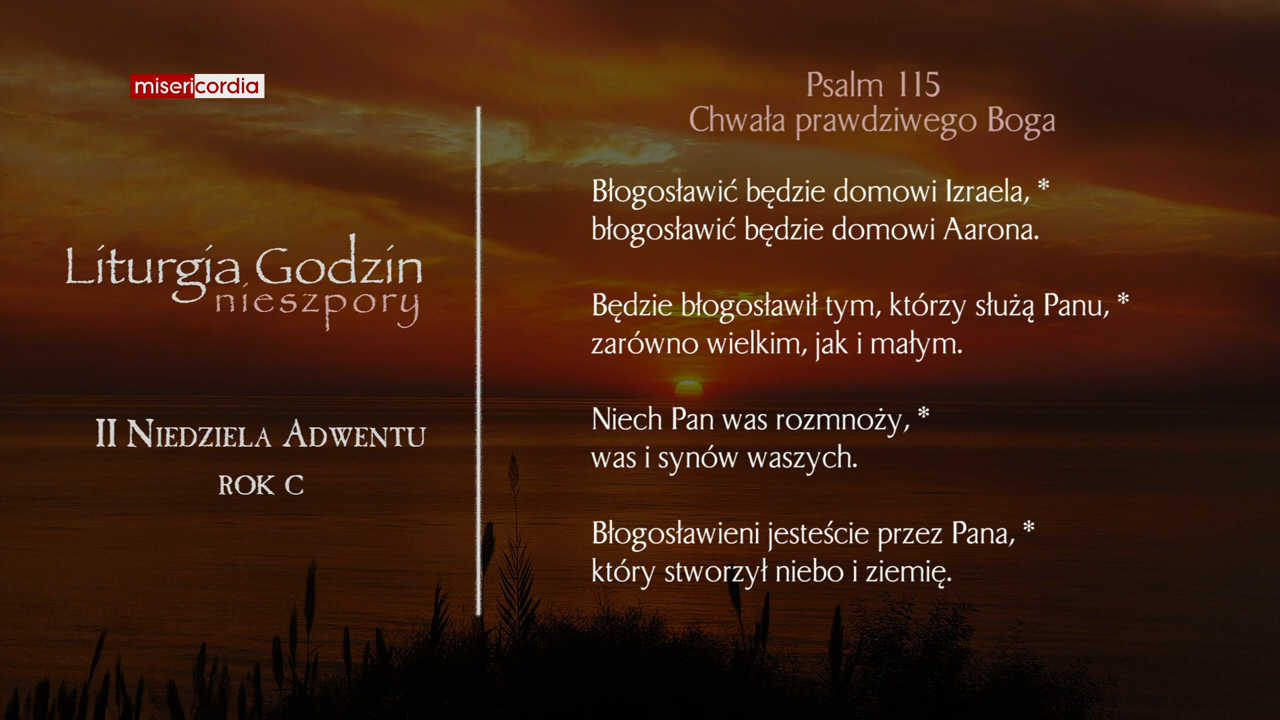 misericordia
Liturgia Godzin
nieszpory
II Niedziela Adwentu
rok C
Psalm 115
Chwała prawdziwego Boga
Błogosławić będzie domowi Izraela, *
błogosławić będzie domowi Aarona.
Będzie błogosławił tym, którzy służą Panu, *
zarówno wielkim, jak i małym.
Niech Pan was rozmnoży, *
was i synów waszych.
Błogosławieni jesteście przez Pana, *
który stworzył niebo i ziemię.